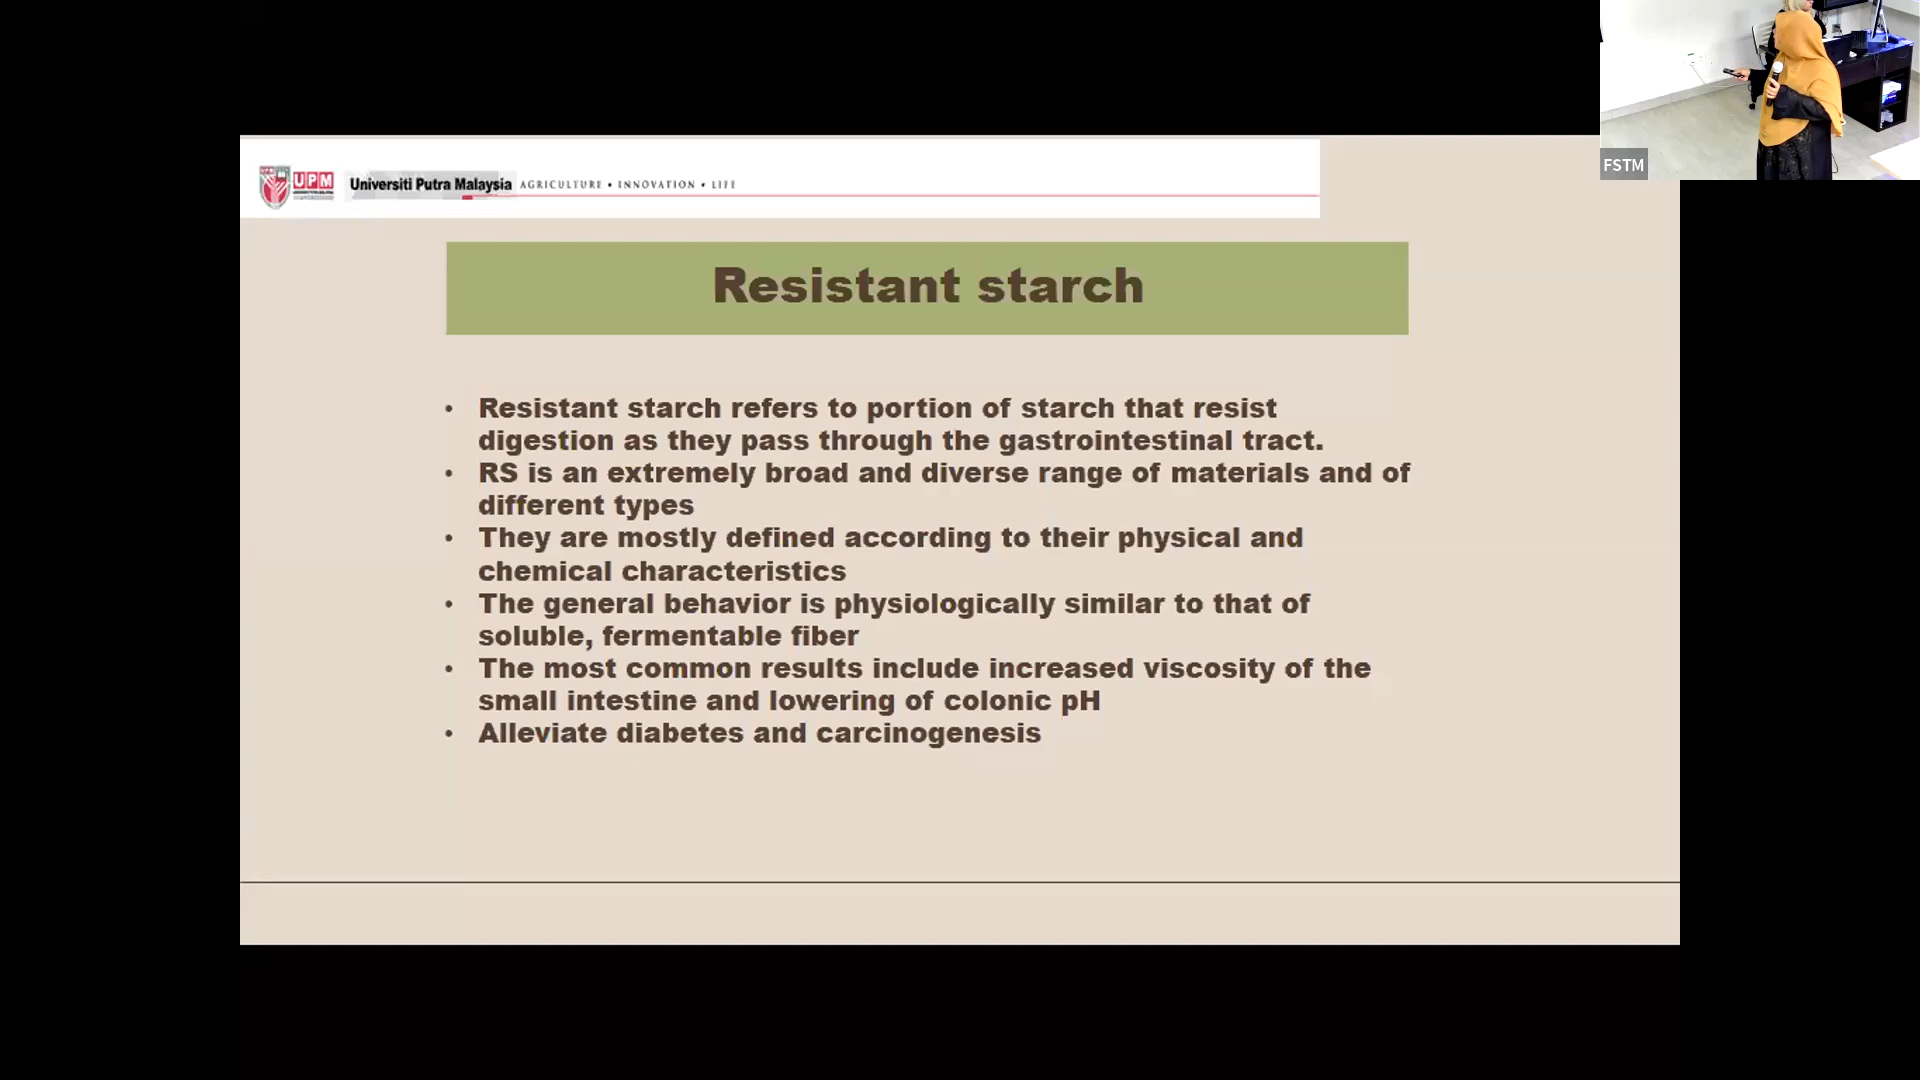 UPM
Universiti Putra Malaysia AGRICULTURE • INNOVATION • LIFE
FSTM
Resistant starch
• Resistant starch refers to portion of starch that resist
digestion as they pass through the gastrointestinal tract.
• RS is an extremely broad and diverse range of materials and of
different types
• They are mostly defined according to their physical and
chemical characteristics
• The general behavior is physiologically similar to that of
soluble, fermentable fiber
• The most common results include increased viscosity of the
small intestine and lowering of colonic pH
• Alleviate diabetes and carcinogenesis